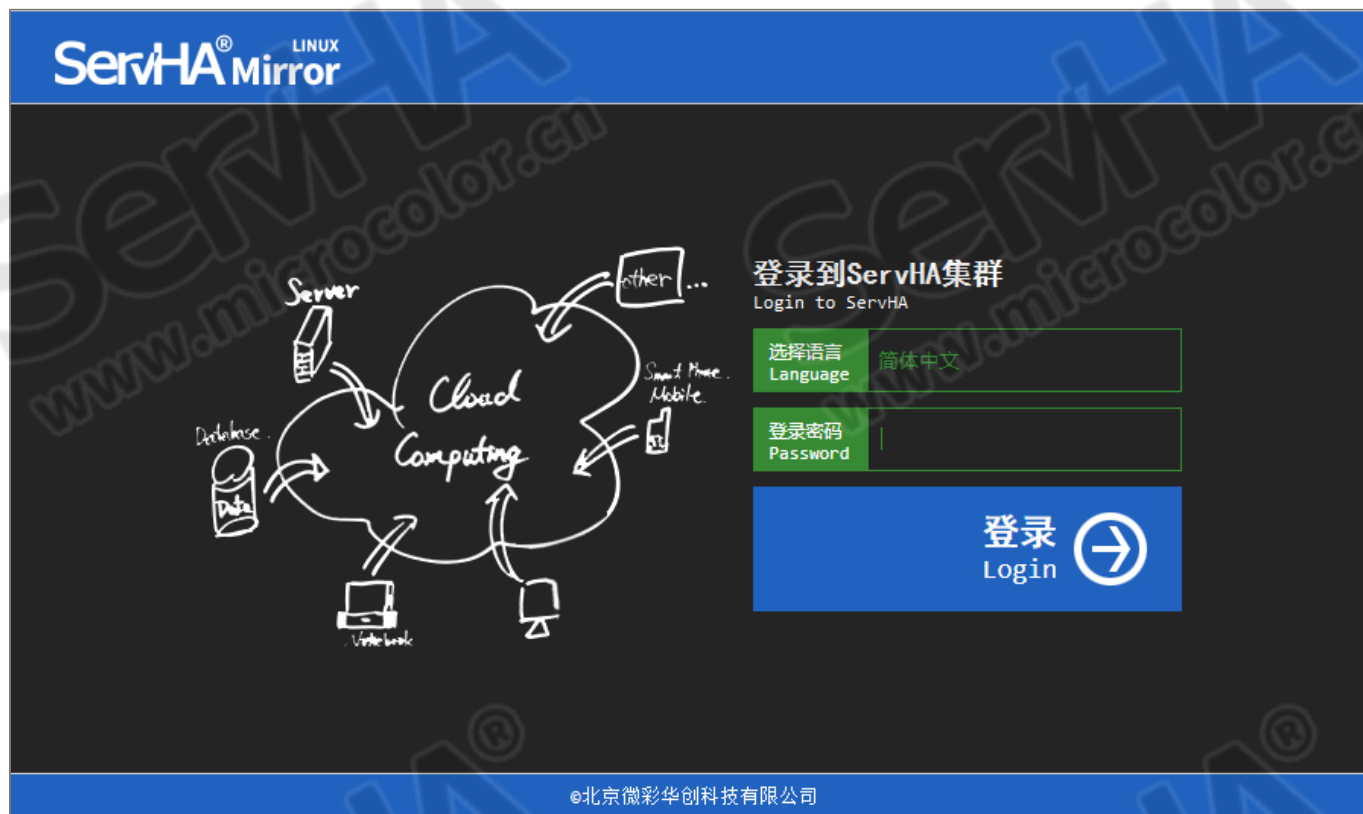 ServHA® Mirror LINUX
登录到ServHA集群
Login to ServHA
选择语言
Language
简体中文
登录密码
Password
登录
Login
Server
other ...
Smart Phone.
Mobile.
Cloud
Computing
Database.
Data
Notebook
©北京微彩华创科技有限公司
ServHA®
www.microcolor.cn